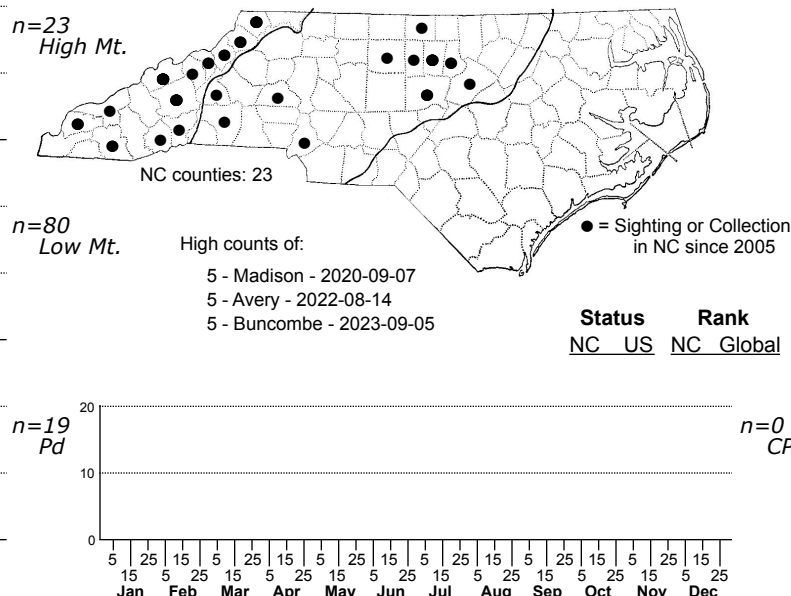 n=23
High Mt.
NC counties: 23
n=80
Low Mt.
High counts of:
5 - Madison - 2020-09-07
5 - Avery - 2022-08-14
5 - Buncombe - 2023-09-05
● = Sighting or Collection
in NC since 2005
Status Rank
NC US NC Global
n=19
Pd
20
10
0
n=0
CP
5 25 15 5 25 15 5 25 15 5 25 15 5 25 15 5 25 15
15 5 25 15 5 25 15 5 25 15 5 25 15 5 25 15 5 25
Jan Feb Mar Apr May Jun Jul Aug Sep Oct Nov Dec